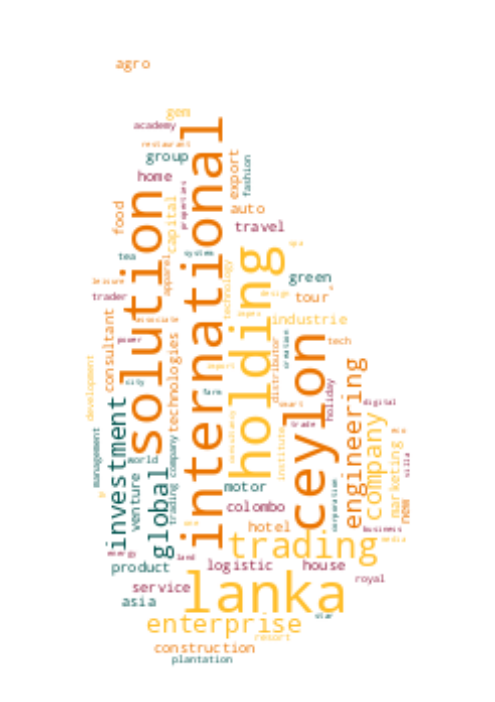 agro
gem
academy
restaurant
group
home
international
export
fashion
properties
solution
food
capital
auto
travel
tea
system
spa
holding
apparel
technology
leisure
green
trader
design
tour
associate
expo
industrie
consultant
power
technologies
import
distributor
creation
ceylon
tech
development
city
farm
smart
holiday
engineering
digital
investment
consultancy
trade
company
management
world
company
institute
marketing
villa
venture
global
trading
motor
corporation
new
colombo
one
hotel
business
trading
media
energy
land
product
logistic
house
royal
service
lanka
asia
star
enterprise
resort
construction
plantation